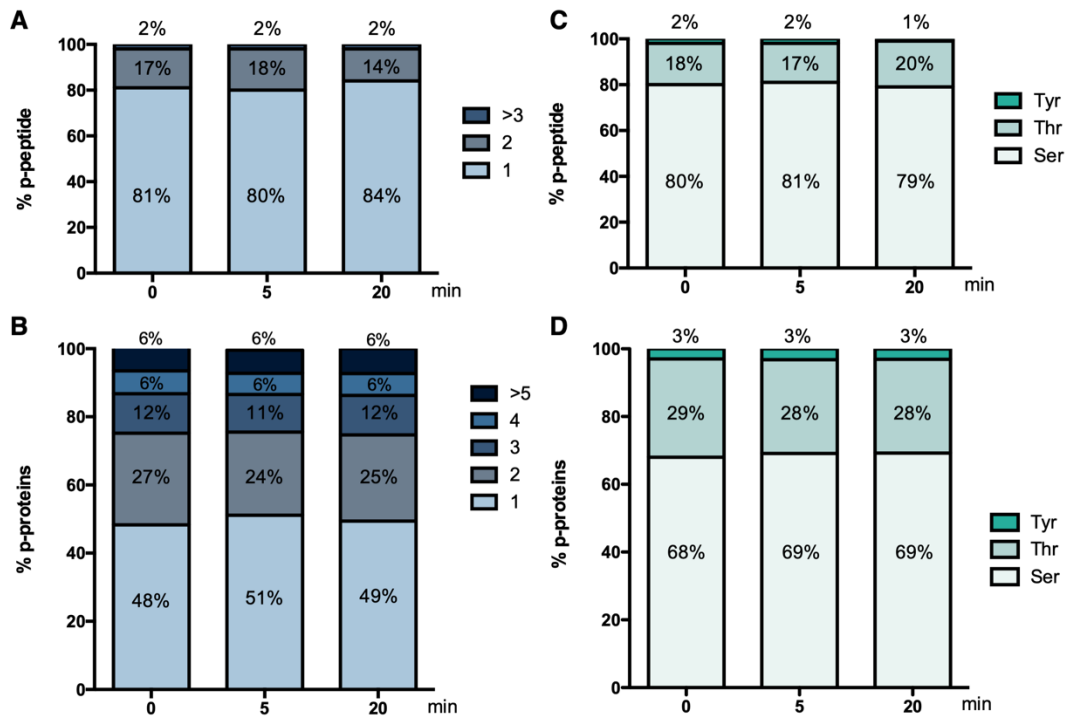 A
2% 2% 2%
100
17% 18% 14%
80
60
40
20
0
81% 80% 84%
% p-peptide
0 5 20 min
>3
2
1
C
2% 2% 1%
100
18% 17% 20%
80
60
40
20
0
80% 81% 79%
% p-peptide
0 5 20 min
Tyr
Thr
Ser
B
6% 6% 6%
100
6% 6% 6%
80
12% 11% 12%
60
27% 24% 25%
40
20
0
48% 51% 49%
% p-proteins
0 5 20 min
>5
4
3
2
1
D
3% 3% 3%
100
29% 28% 28%
80
60
40
20
0
68% 69% 69%
% p-proteins
0 5 20 min
Tyr
Thr
Ser